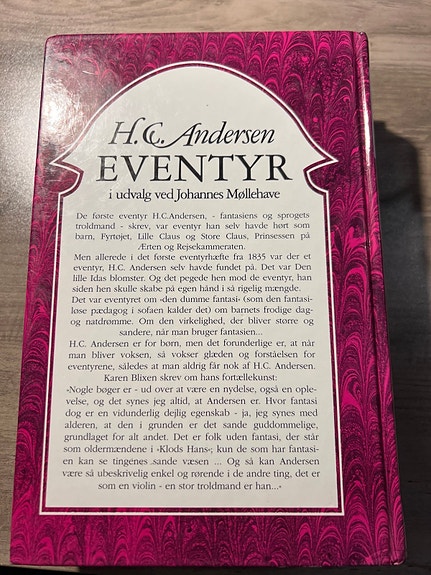 H.C. Andersen
EVENTYR
i udvalg ved Johannes Møllehave
De første eventyr H.C.Andersen, - fantasiens og sprogets
troldmand - skrev, var eventyr han selv havde hørt som
barn, Fyrtøjet, Lille Claus og Store Claus, Prinsessen på
Ærten og Rejsekammeraten.
Men allerede i det første eventyrhæfte fra 1835 var der et
eventyr, H.C. Andersen selv havde fundet på. Det var Den
lille Idas blomster. Og det pegede hen mod de eventyr, han
siden hen skulle skabe på egen hånd i så rigelig mængde.
Det var eventyret om «den dumme fantasi» (som den fantasi-
løse pædagog i sofaen kalder det) om barnets frodige dag-
og natdrømme. Om den virkelighed, der bliver større og
sandere, når man bruger fantasien...
H.C. Andersen er for børn, men det forunderlige er, at når
man bliver voksen, så vokser glæden og forståelsen for
eventyrene, således at man aldrig får nok af H.C. Andersen.
Karen Blixen skrev om hans fortællekunst:
»Nogle bøger er - ud over at være en nydelse, også en ople-
velse, og det synes jeg altid, at Andersen er. Hvor fantasi
dog er en vidunderlig dejlig egenskab - ja, jeg synes med
alderen, at den i grunden er det sande guddommelige,
grundlaget for alt andet. Det er folk uden fantasi, der står
som oldermændene i »Klods Hans«; kun de som har fantasi-
en kan se tingenes sande væsen ... Og så kan Andersen
være så ubeskrivelig enkel og rørende i de andre ting, det er
som en violin - en stor troldmand er han...«